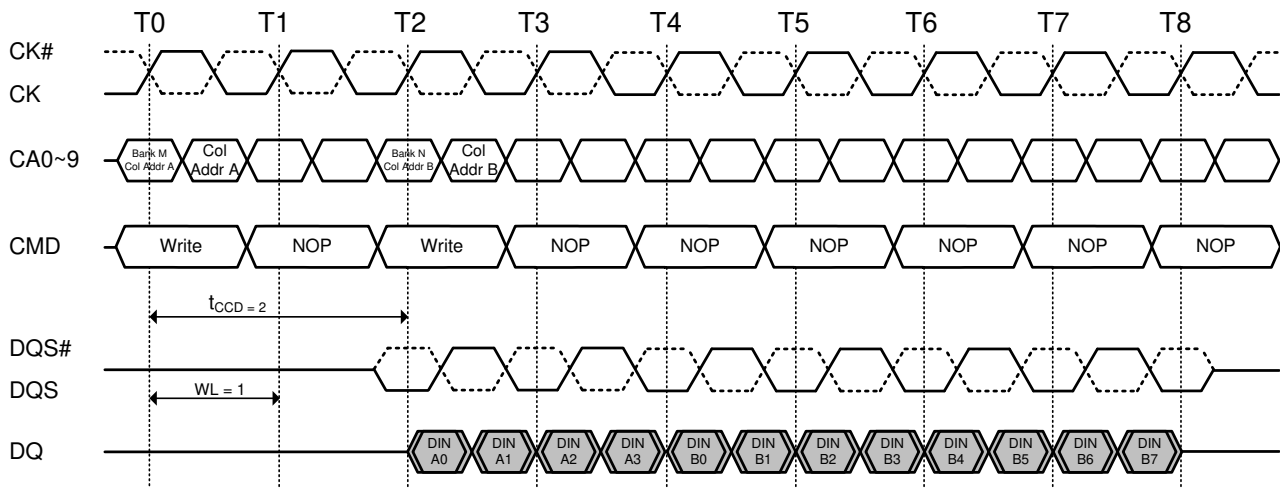 T0 T1 T2 T3 T4 T5 T6 T7 T8
CK#
CK
CA0~9
Bank M
Col Addr A
Col
Addr A
Bank N
Col Addr B
Col
Addr B
CMD
Write NOP Write NOP NOP NOP NOP NOP NOP
tCCD = 2
DQS#
DQS
WL = 1
DQ
DIN
A0
DIN
A1
DIN
A2
DIN
A3
DIN
B0
DIN
B1
DIN
B2
DIN
B3
DIN
B4
DIN
B5
DIN
B6
DIN
B7